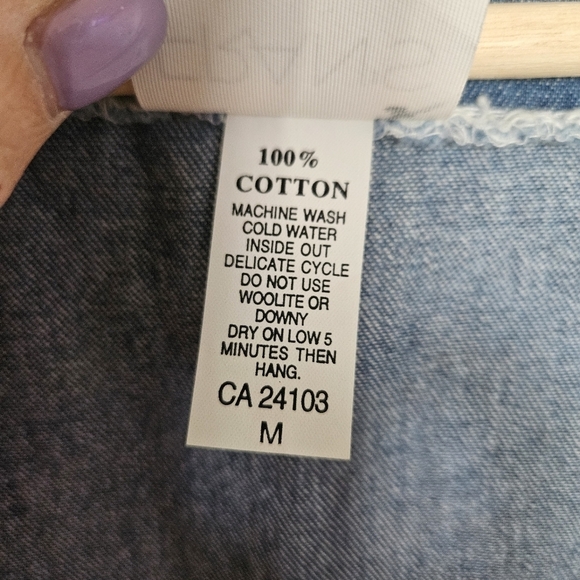 100%
COTTON
MACHINE WASH
COLD WATER
INSIDE OUT
DELICATE CYCLE
DO NOT USE
WOOLITE OR
DOWNY
DRY ON LOW 5
MINUTES THEN
HANG.
CA 24103
M